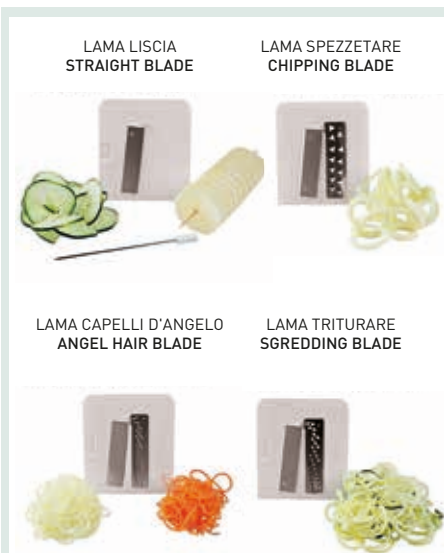 LAMA LISCIA
STRAIGHT BLADE
LAMA SPEZZETARE
CHIPPING BLADE
LAMA CAPELLI D'ANGELO
ANGEL HAIR BLADE
LAMA TRITURARE
SGREDDING BLADE